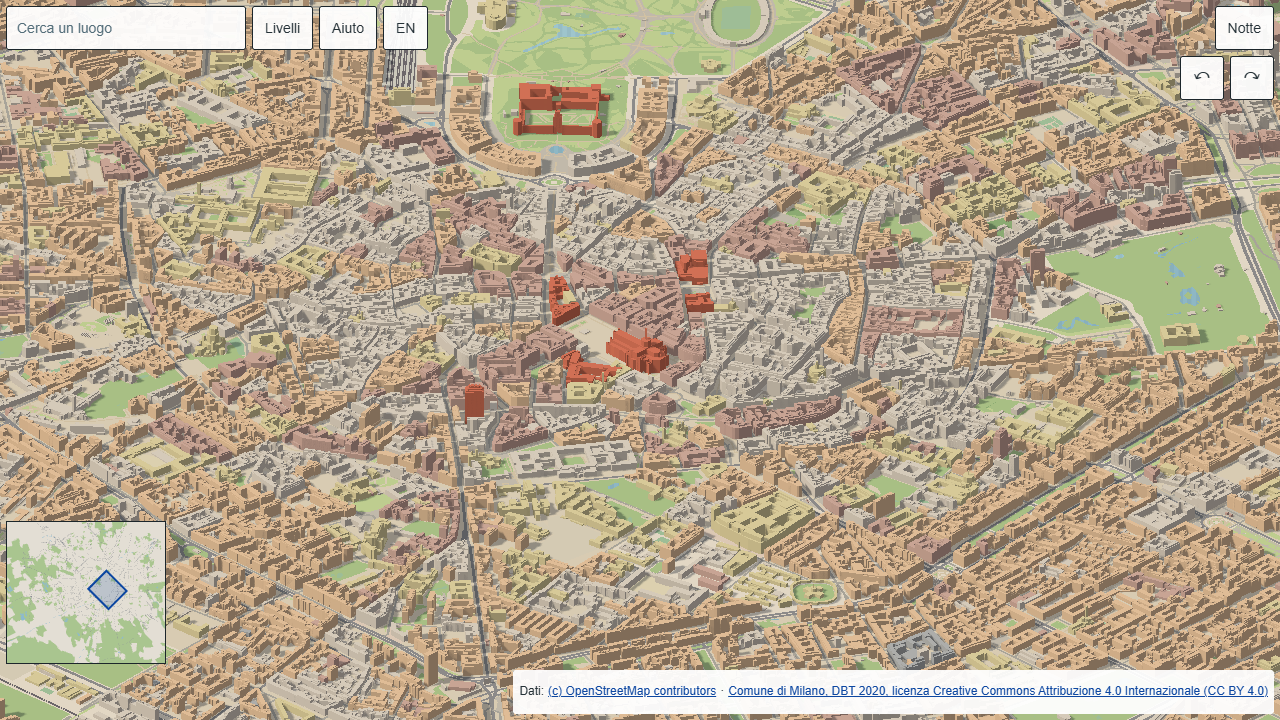 Cerca un luogo
Livelli
Aiuto
EN
Notte
Dati: (c) OpenStreetMap contributors · Comune di Milano, DBT 2020, licenza Creative Commons Attribuzione 4.0 Internazionale (CC BY 4.0)